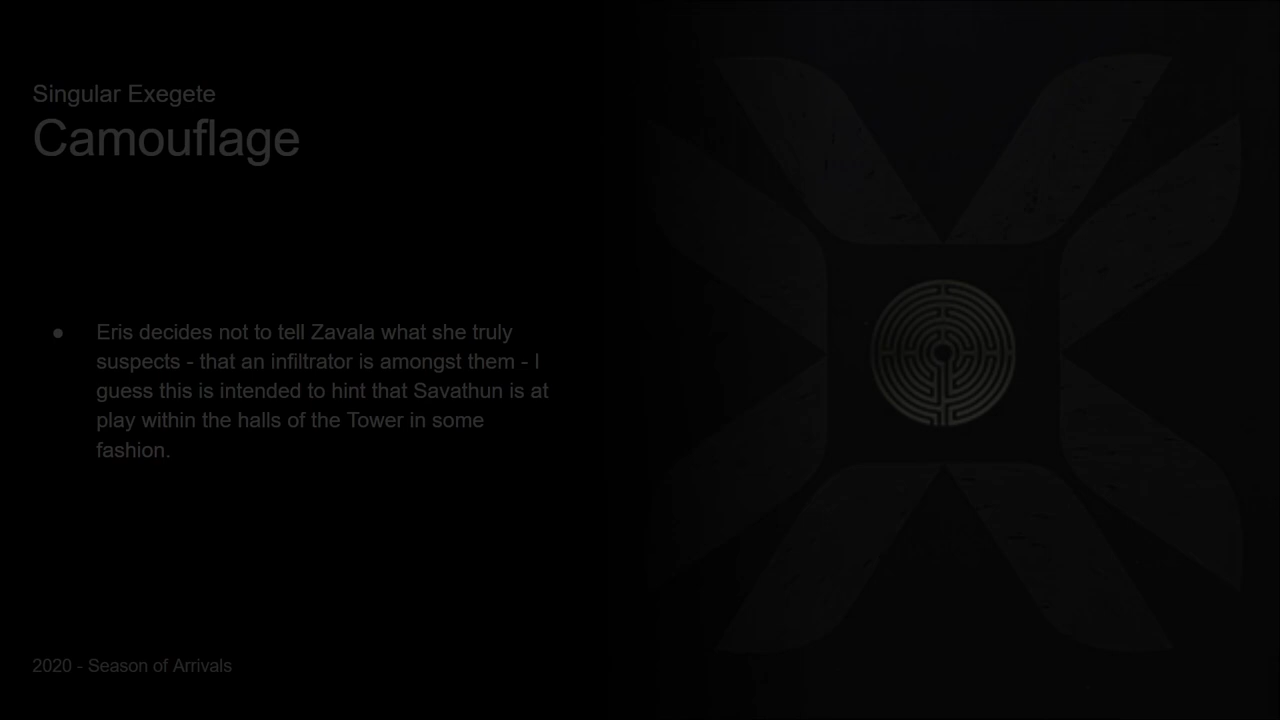 Singular Exegete
Camouflage
● Eris decides not to tell Zavala what she truly
suspects - that an infiltrator is amongst them - I
guess this is intended to hint that Savathun is at
play within the halls of the Tower in some
fashion.
2020 - Season of Arrivals